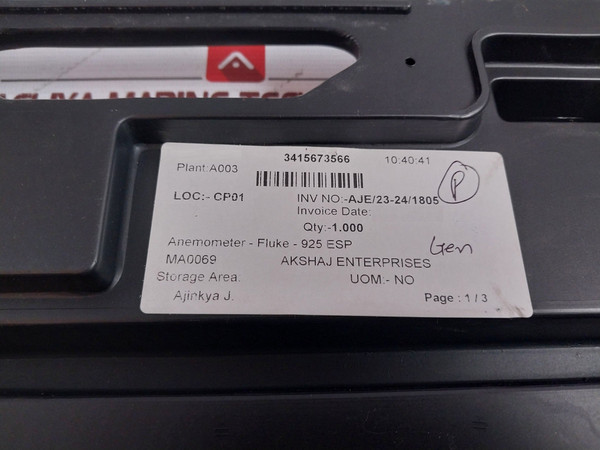 3415673566 10:40:41
Plant:A003
LOC:- CP01 INV NO:-AJE/23-24/1805 P
Invoice Date:
Qty:-1.000
Anemometer - Fluke - 925 ESP Gen
MA0069 AKSHAJ ENTERPRISES
Storage Area: UOM:- NO
Ajinkya J. Page : 1 / 3